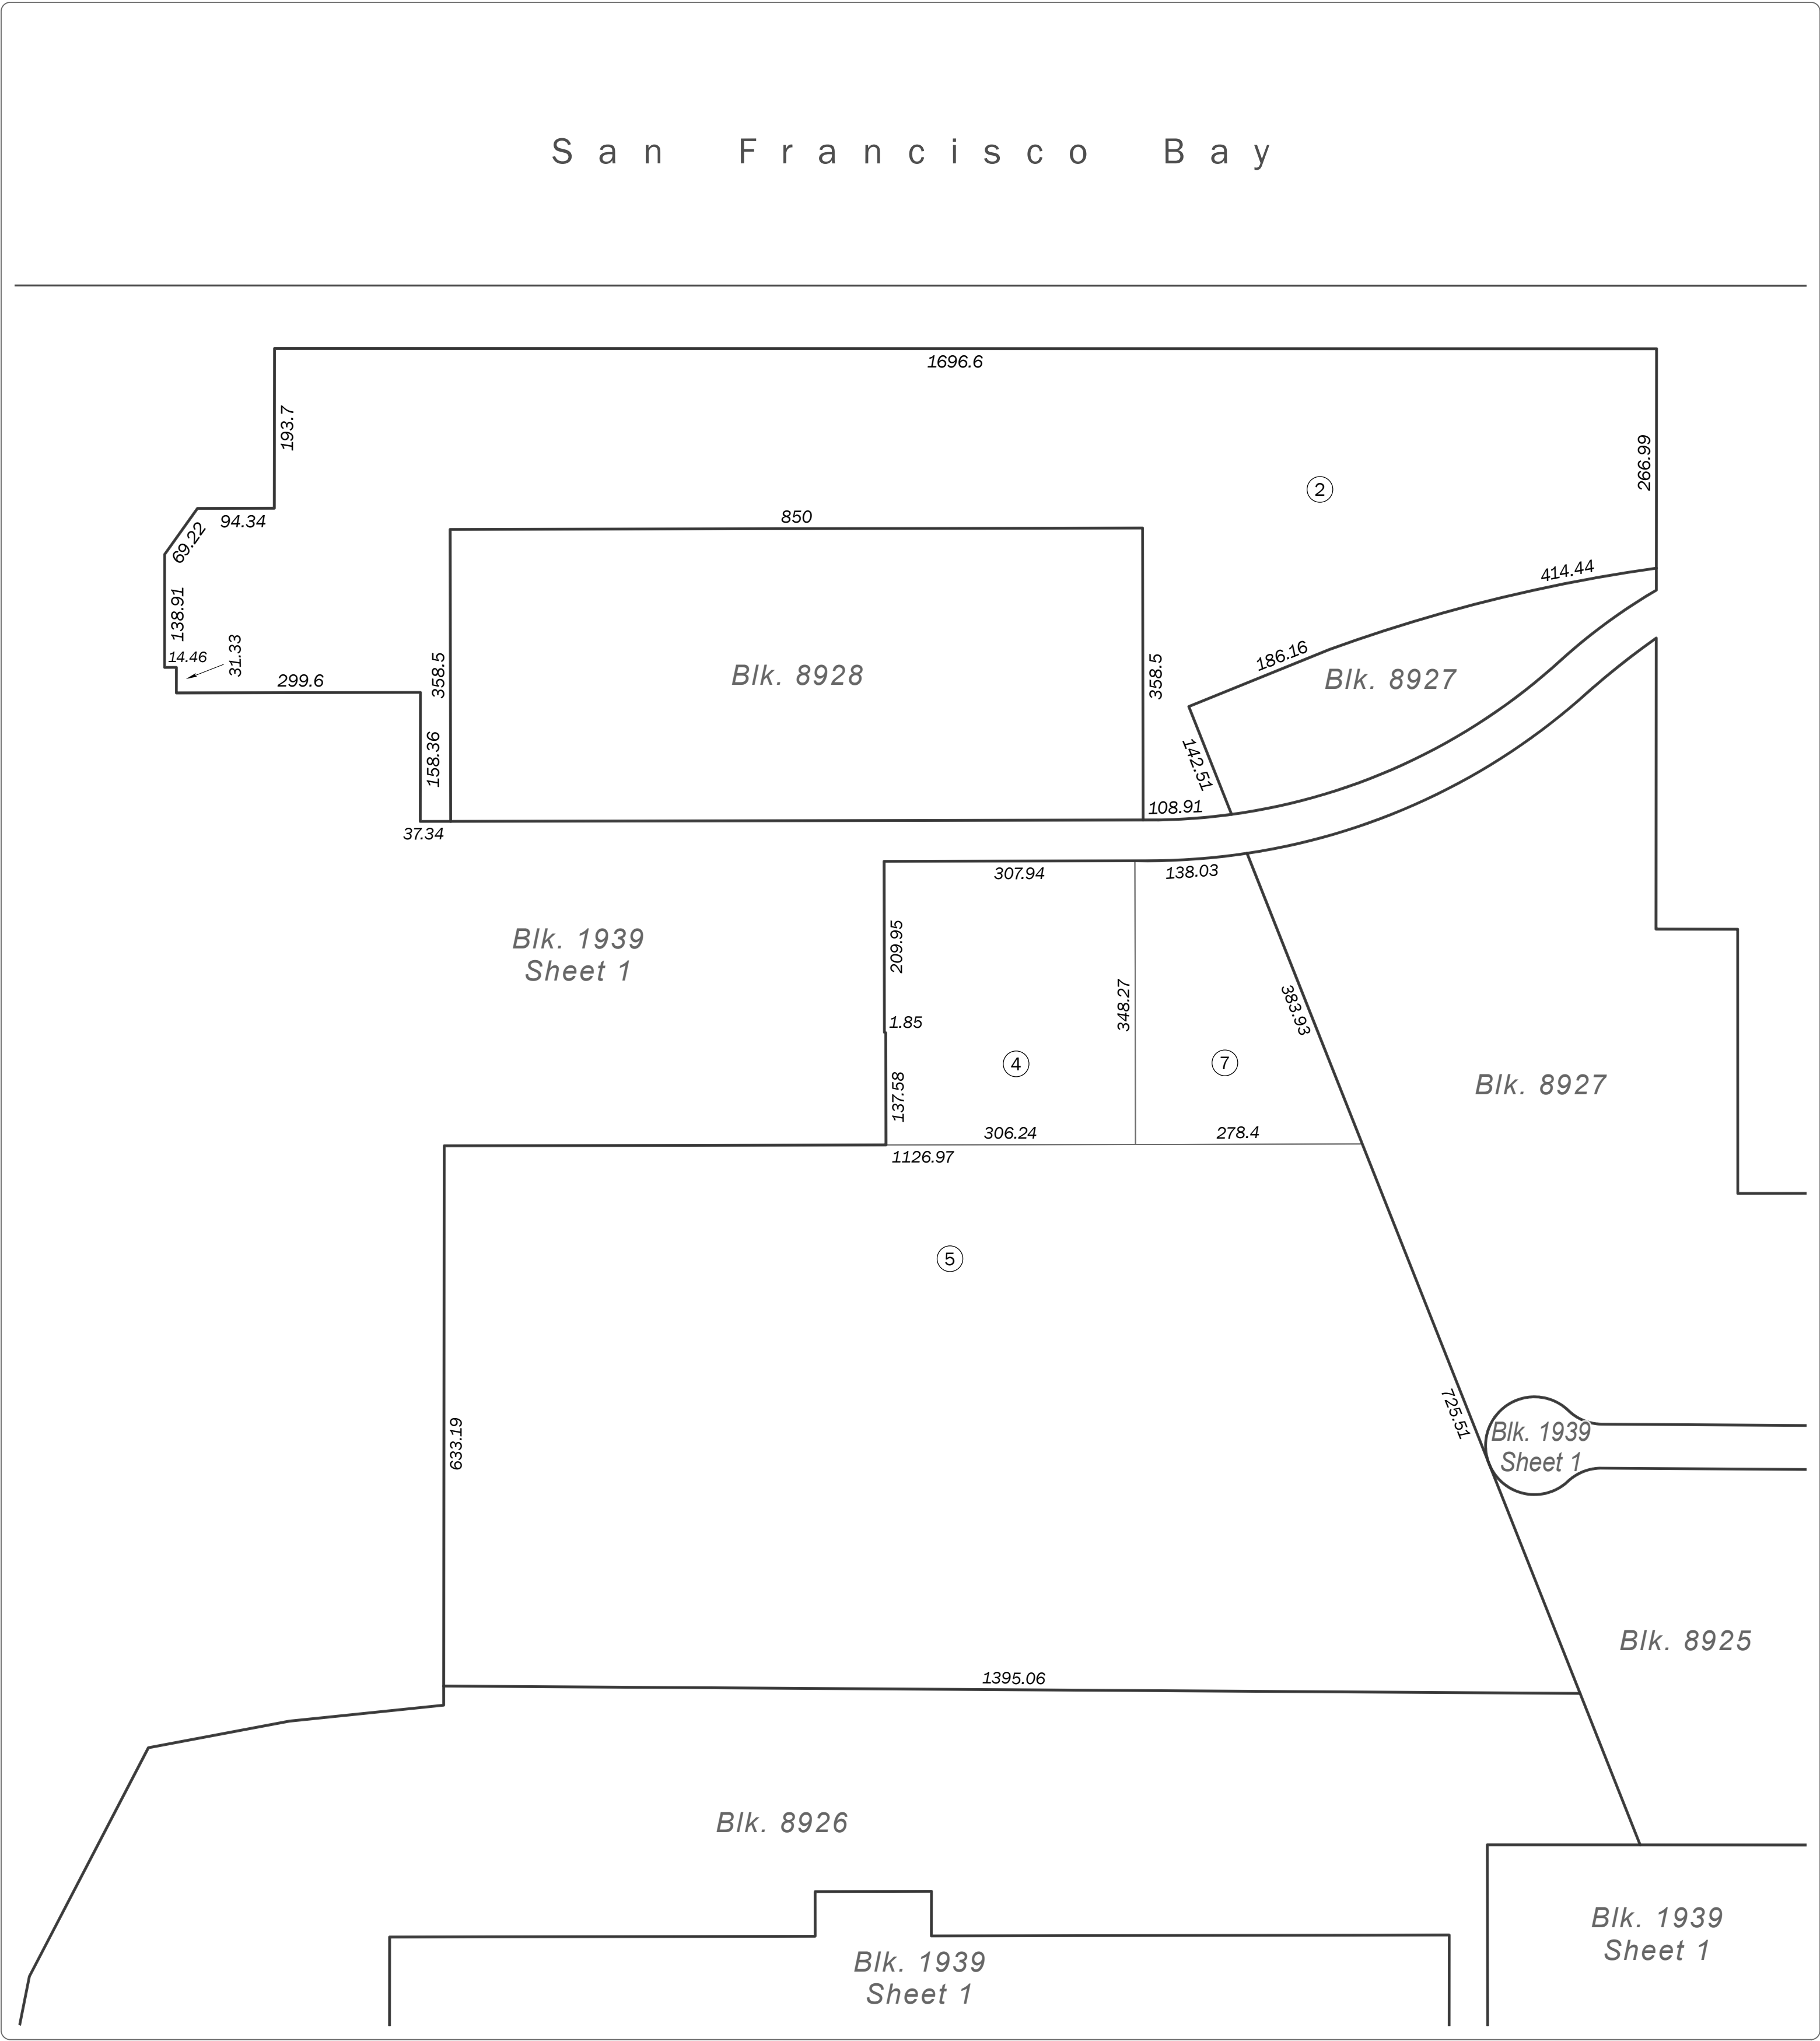 San Francisco Bay
1696.6
193.7
266.99
2
94.34
850
69.22
414.44
138.91
31.33
14.46
186.16
299.6
358.5
Blk. 8928
358.5
Blk. 8927
158.36
142.51
108.91
37.34
307.94
138.03
Blk. 1939
Sheet 1
209.95
348.27
383.93
1.85
4
7
137.58
Blk. 8927
306.24
278.4
1126.97
5
633.19
725.51
Blk. 1939
Sheet 1
Blk. 8925
1395.06
Blk. 8926
Blk. 1939
Sheet 1
Blk. 1939
Sheet 1